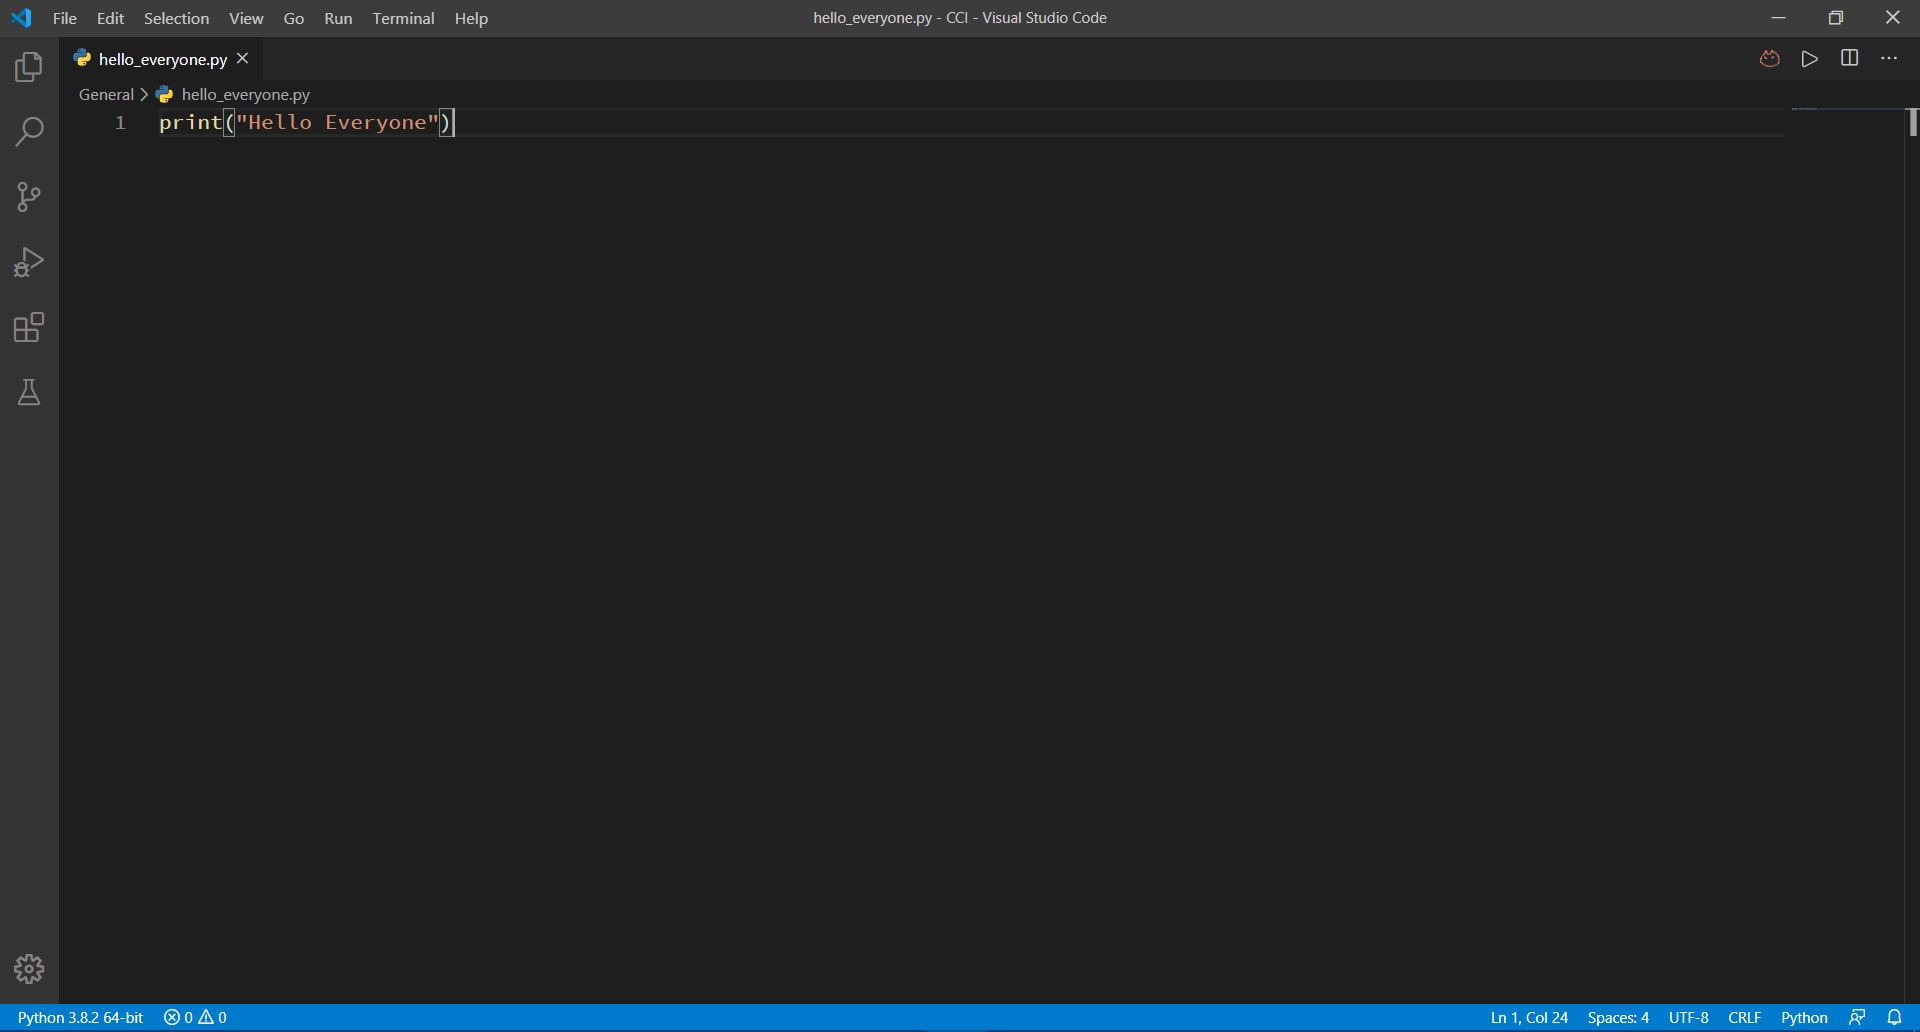 File Edit Selection View Go Run Terminal Help hello_everyone.py - CCI - Visual Studio Code
hello_everyone.py
General > hello_everyone.py
1 print("Hello Everyone")
Python 3.8.2 64-bit 0 0 Ln 1, Col 24 Spaces: 4 UTF-8 CRLF Python